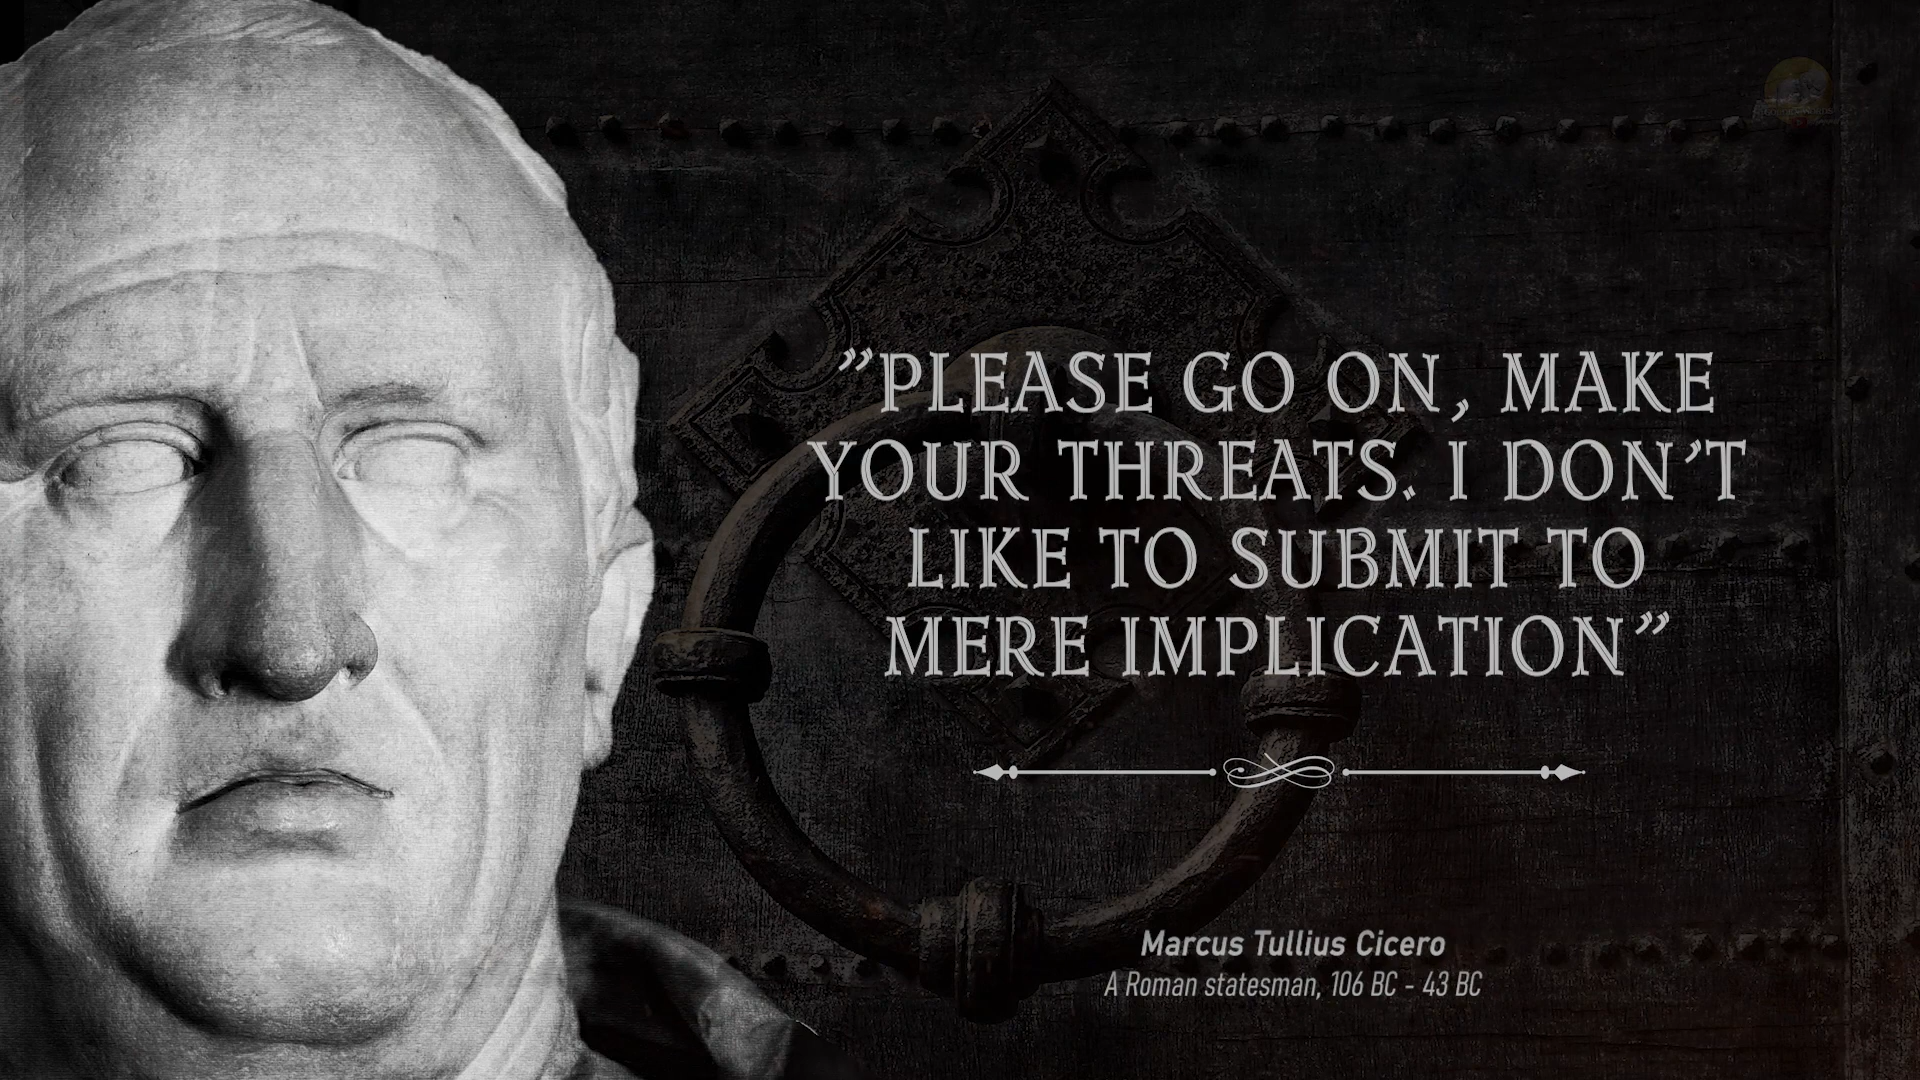 ”PLEASE GO ON, MAKE
YOUR THREATS. I DON’T
LIKE TO SUBMIT TO
MERE IMPLICATION”
Marcus Tullius Cicero
A Roman statesman, 106 BC - 43 BC